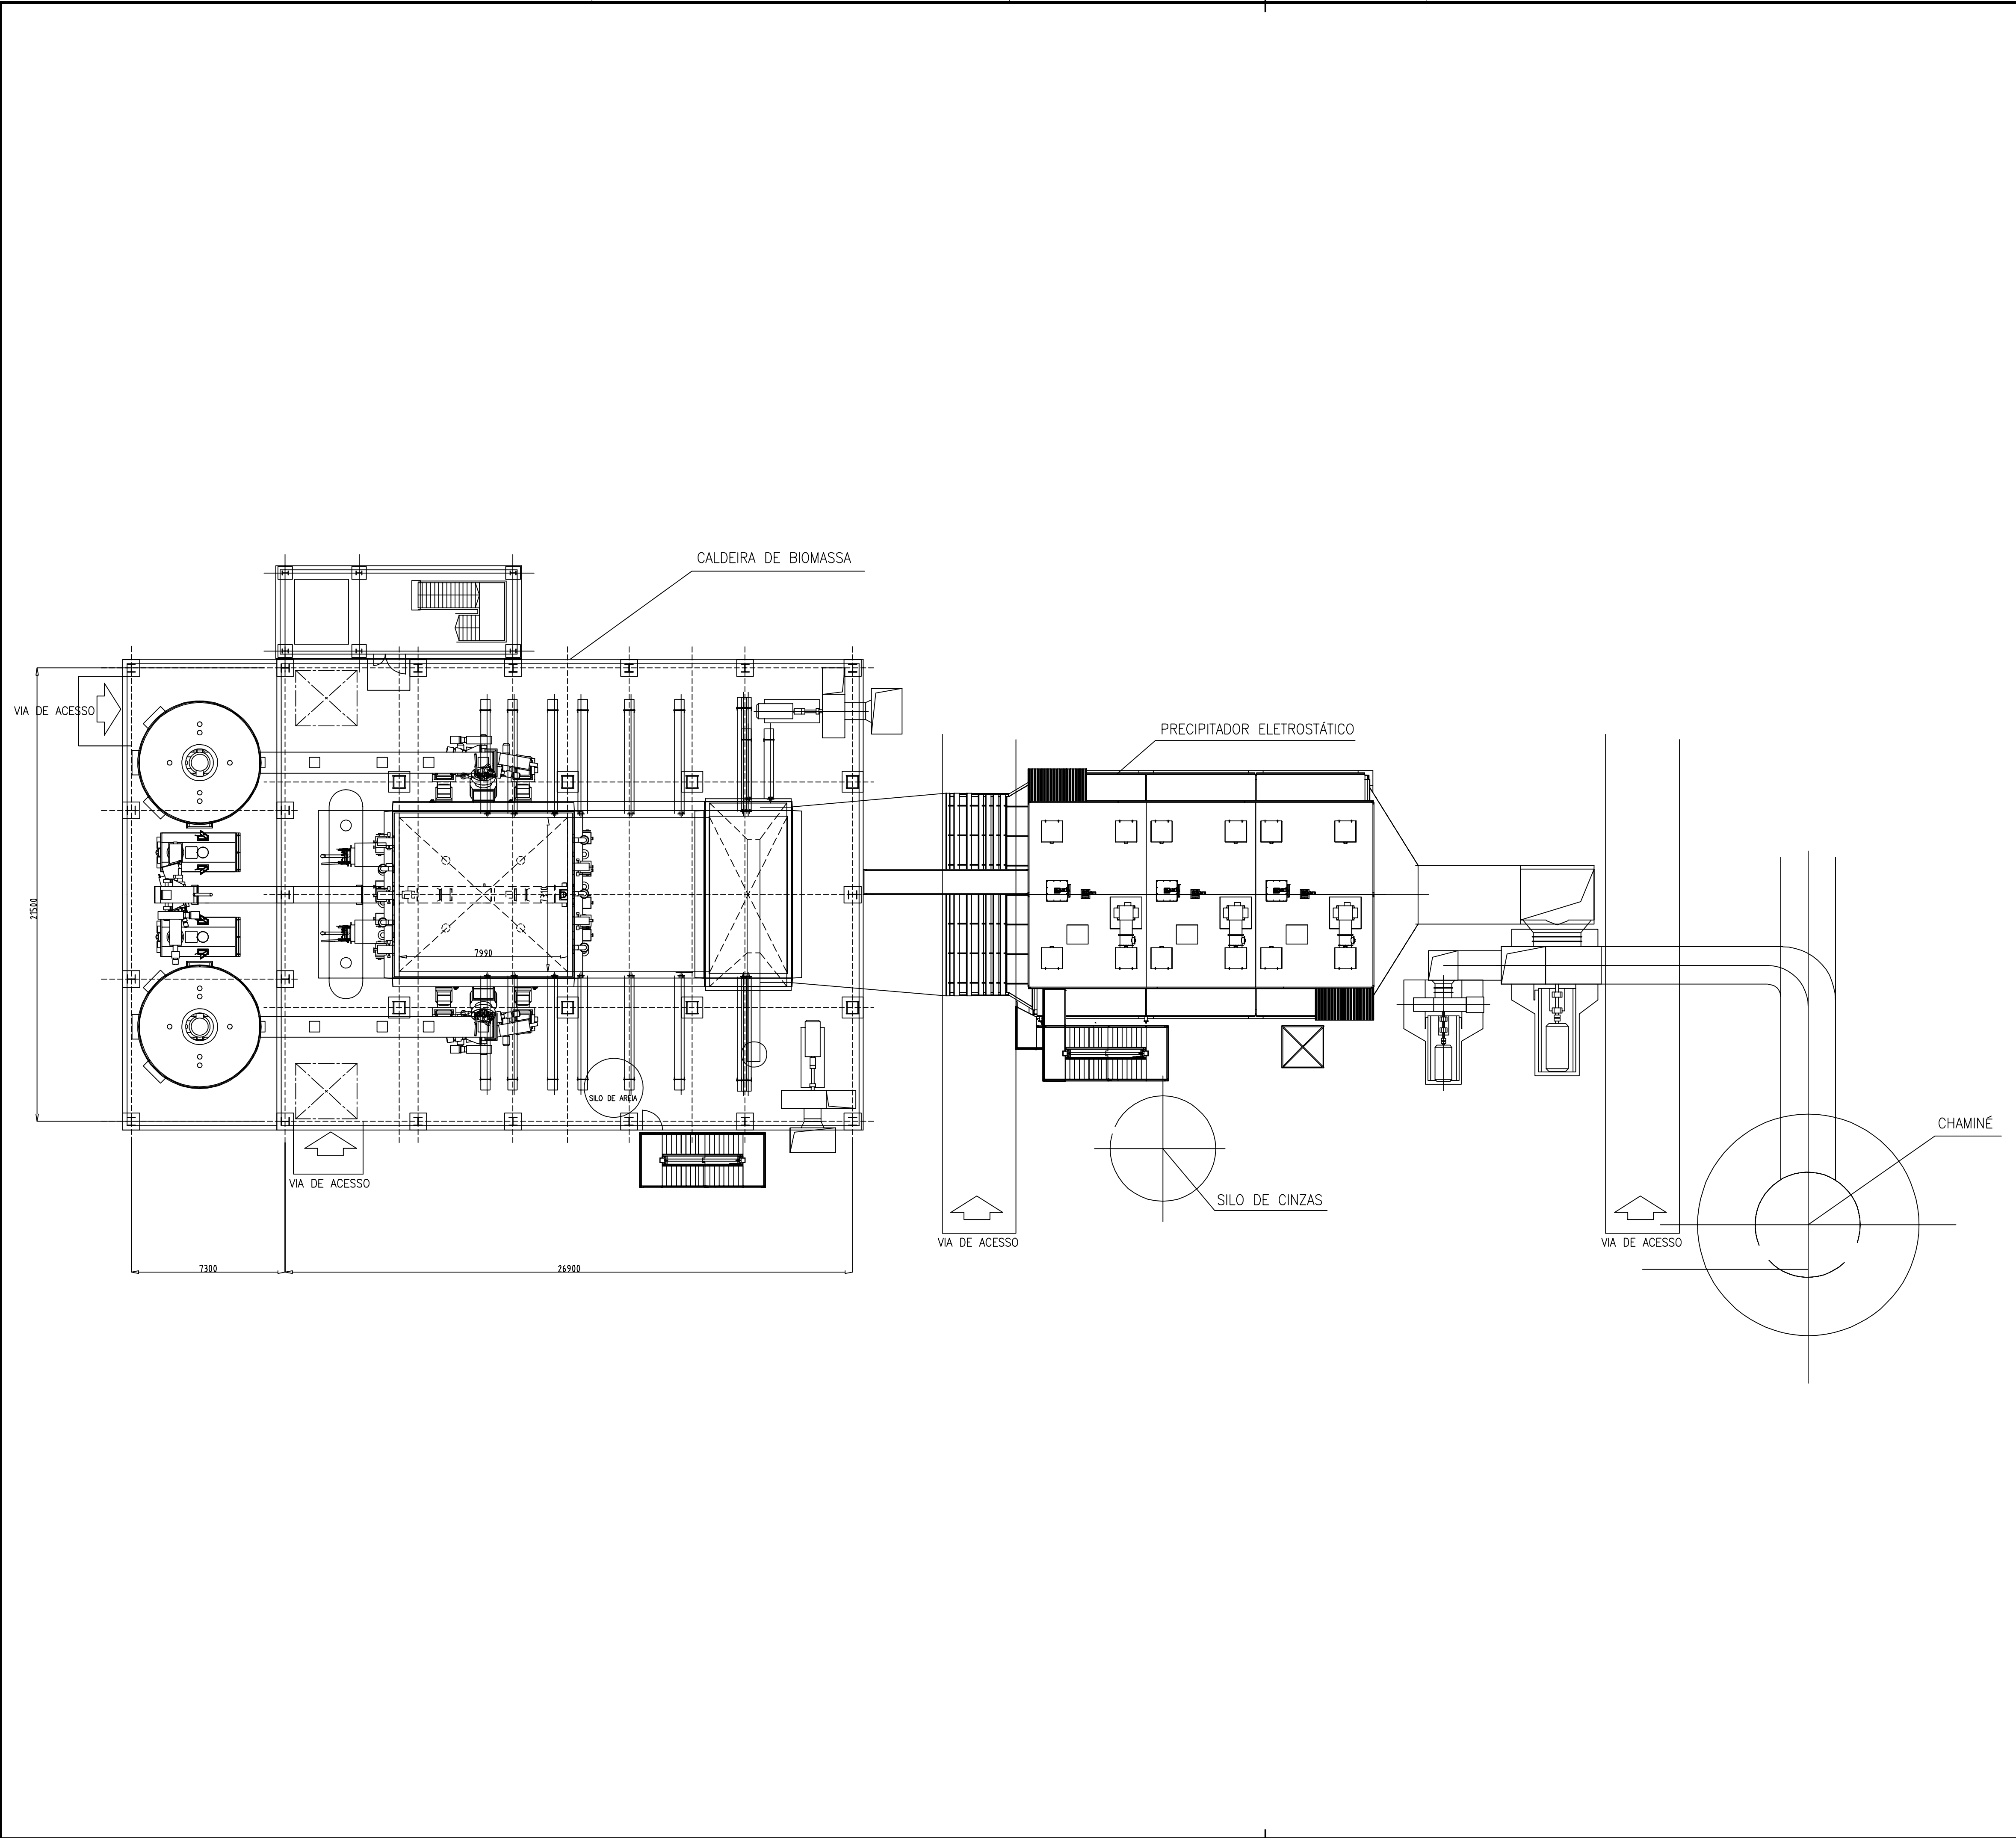 CALDEIRA DE BIOMASSA
VIA DE ACESSO
PRECIPITADOR ELETROSTÁTICO
21500
7310
7990
SILO DE AREIA
CHAMINÉ
VIA DE ACESSO
SILO DE CINZAS
VIA DE ACESSO
VIA DE ACESSO
7300
26900